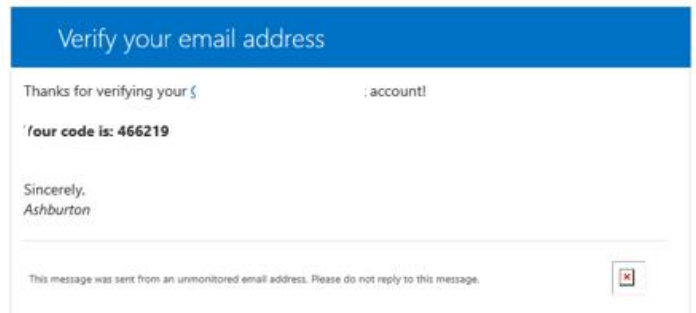 Verify your email address
Thanks for verifying your account!
Your code is: 466219
Sincerely,
Ashburton
This message was sent from an unmonitored email address. Please do not reply to this message.